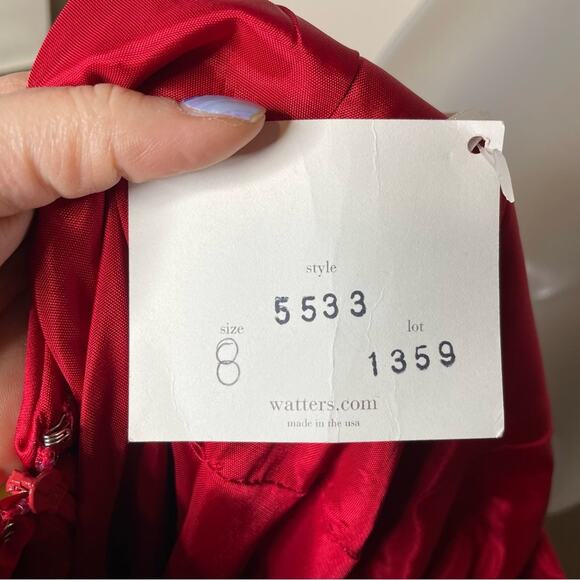 style
5533
size
8
lot
1359
watters.com
made in the usa